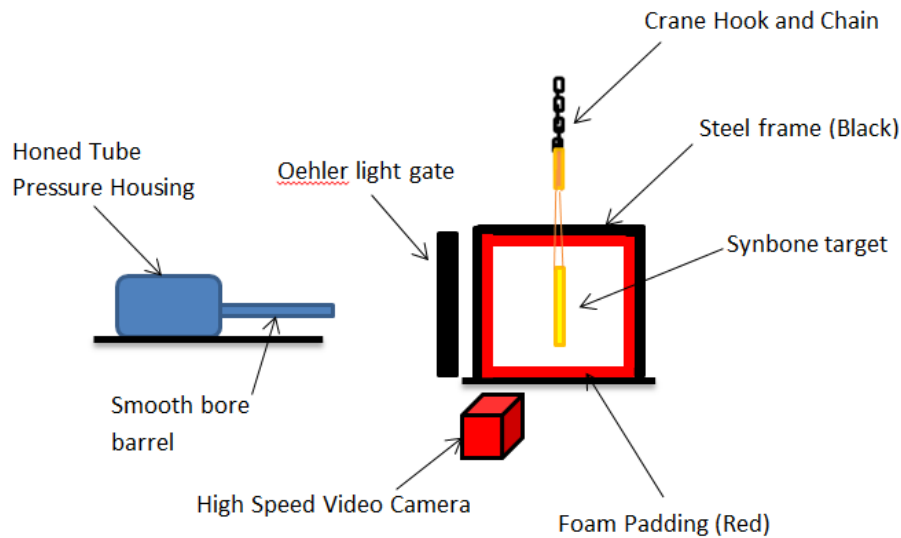 Crane Hook and Chain
Steel frame (Black)
Honed Tube
Pressure Housing
Oehler light gate
Synbone target
Smooth bore
barrel
High Speed Video Camera
Foam Padding (Red)